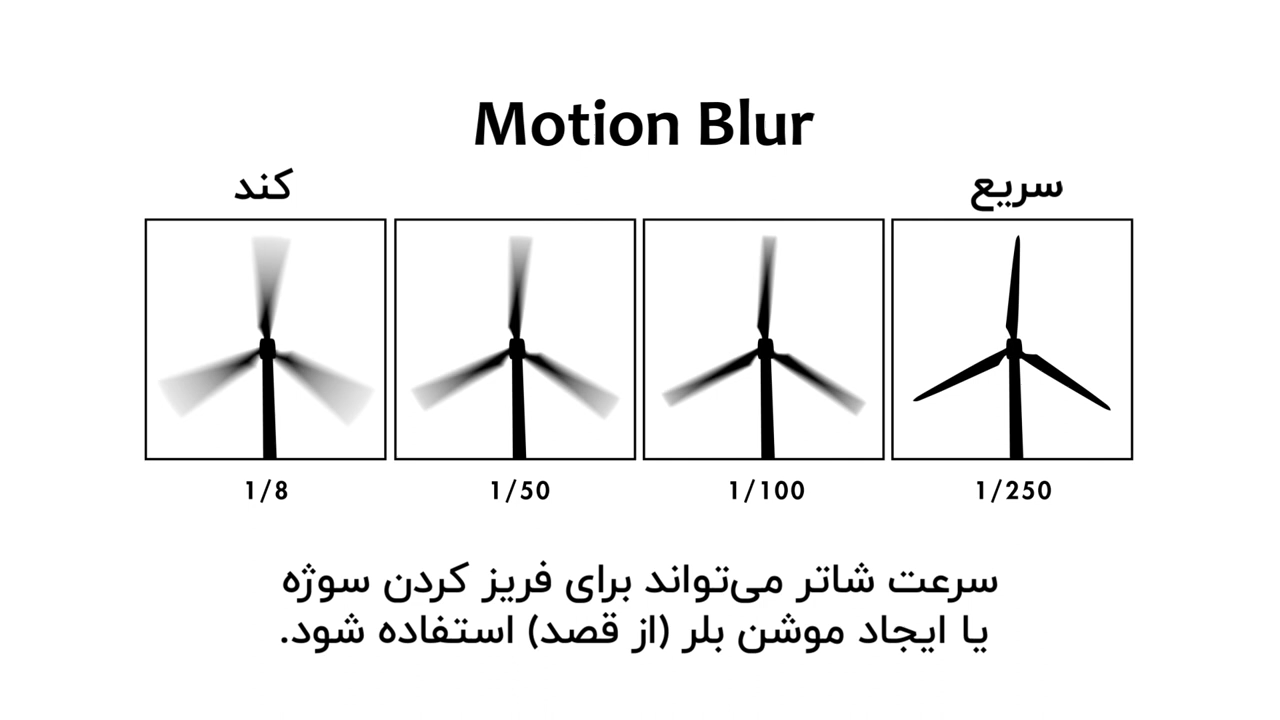 Motion Blur
کند
سریع
1/8
1/50
1/100
1/250
سرعت شاتر می‌تواند برای فریز کردن سوژه
یا ایجاد موشن بلر (از قصد) استفاده شود.